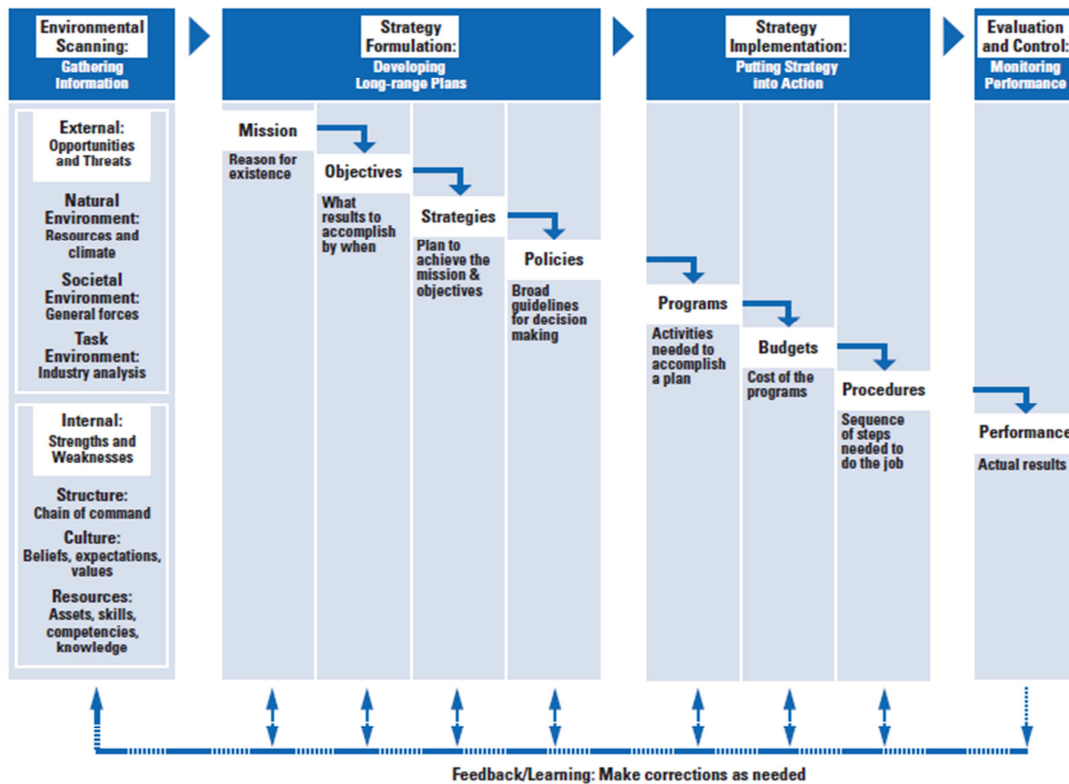 Environmental
Scanning:
Gathering
Information
Strategy
Formulation:
Developing
Long-range Plans
Strategy
Implementation:
Putting Strategy
into Action
Evaluation
and Control:
Monitoring
Performance
External:
Opportunities
and Threats
Natural
Environment:
Resources and
climate
Societal
Environment:
General forces
Task
Environment:
Industry analysis
Internal:
Strengths and
Weaknesses
Structure:
Chain of command
Culture:
Beliefs, expectations,
values
Resources:
Assets, skills,
competencies,
knowledge
Mission
Reason for
existence
Objectives
What
results to
accomplish
by when
Strategies
Plan to
achieve the
mission &
objectives
Policies
Broad
guidelines
for decision
making
Programs
Activities
needed to
accomplish
a plan
Budgets
Cost of the
programs
Procedures
Sequence
of steps
needed to
do the job
Performance
Actual results
Feedback/Learning: Make corrections as needed